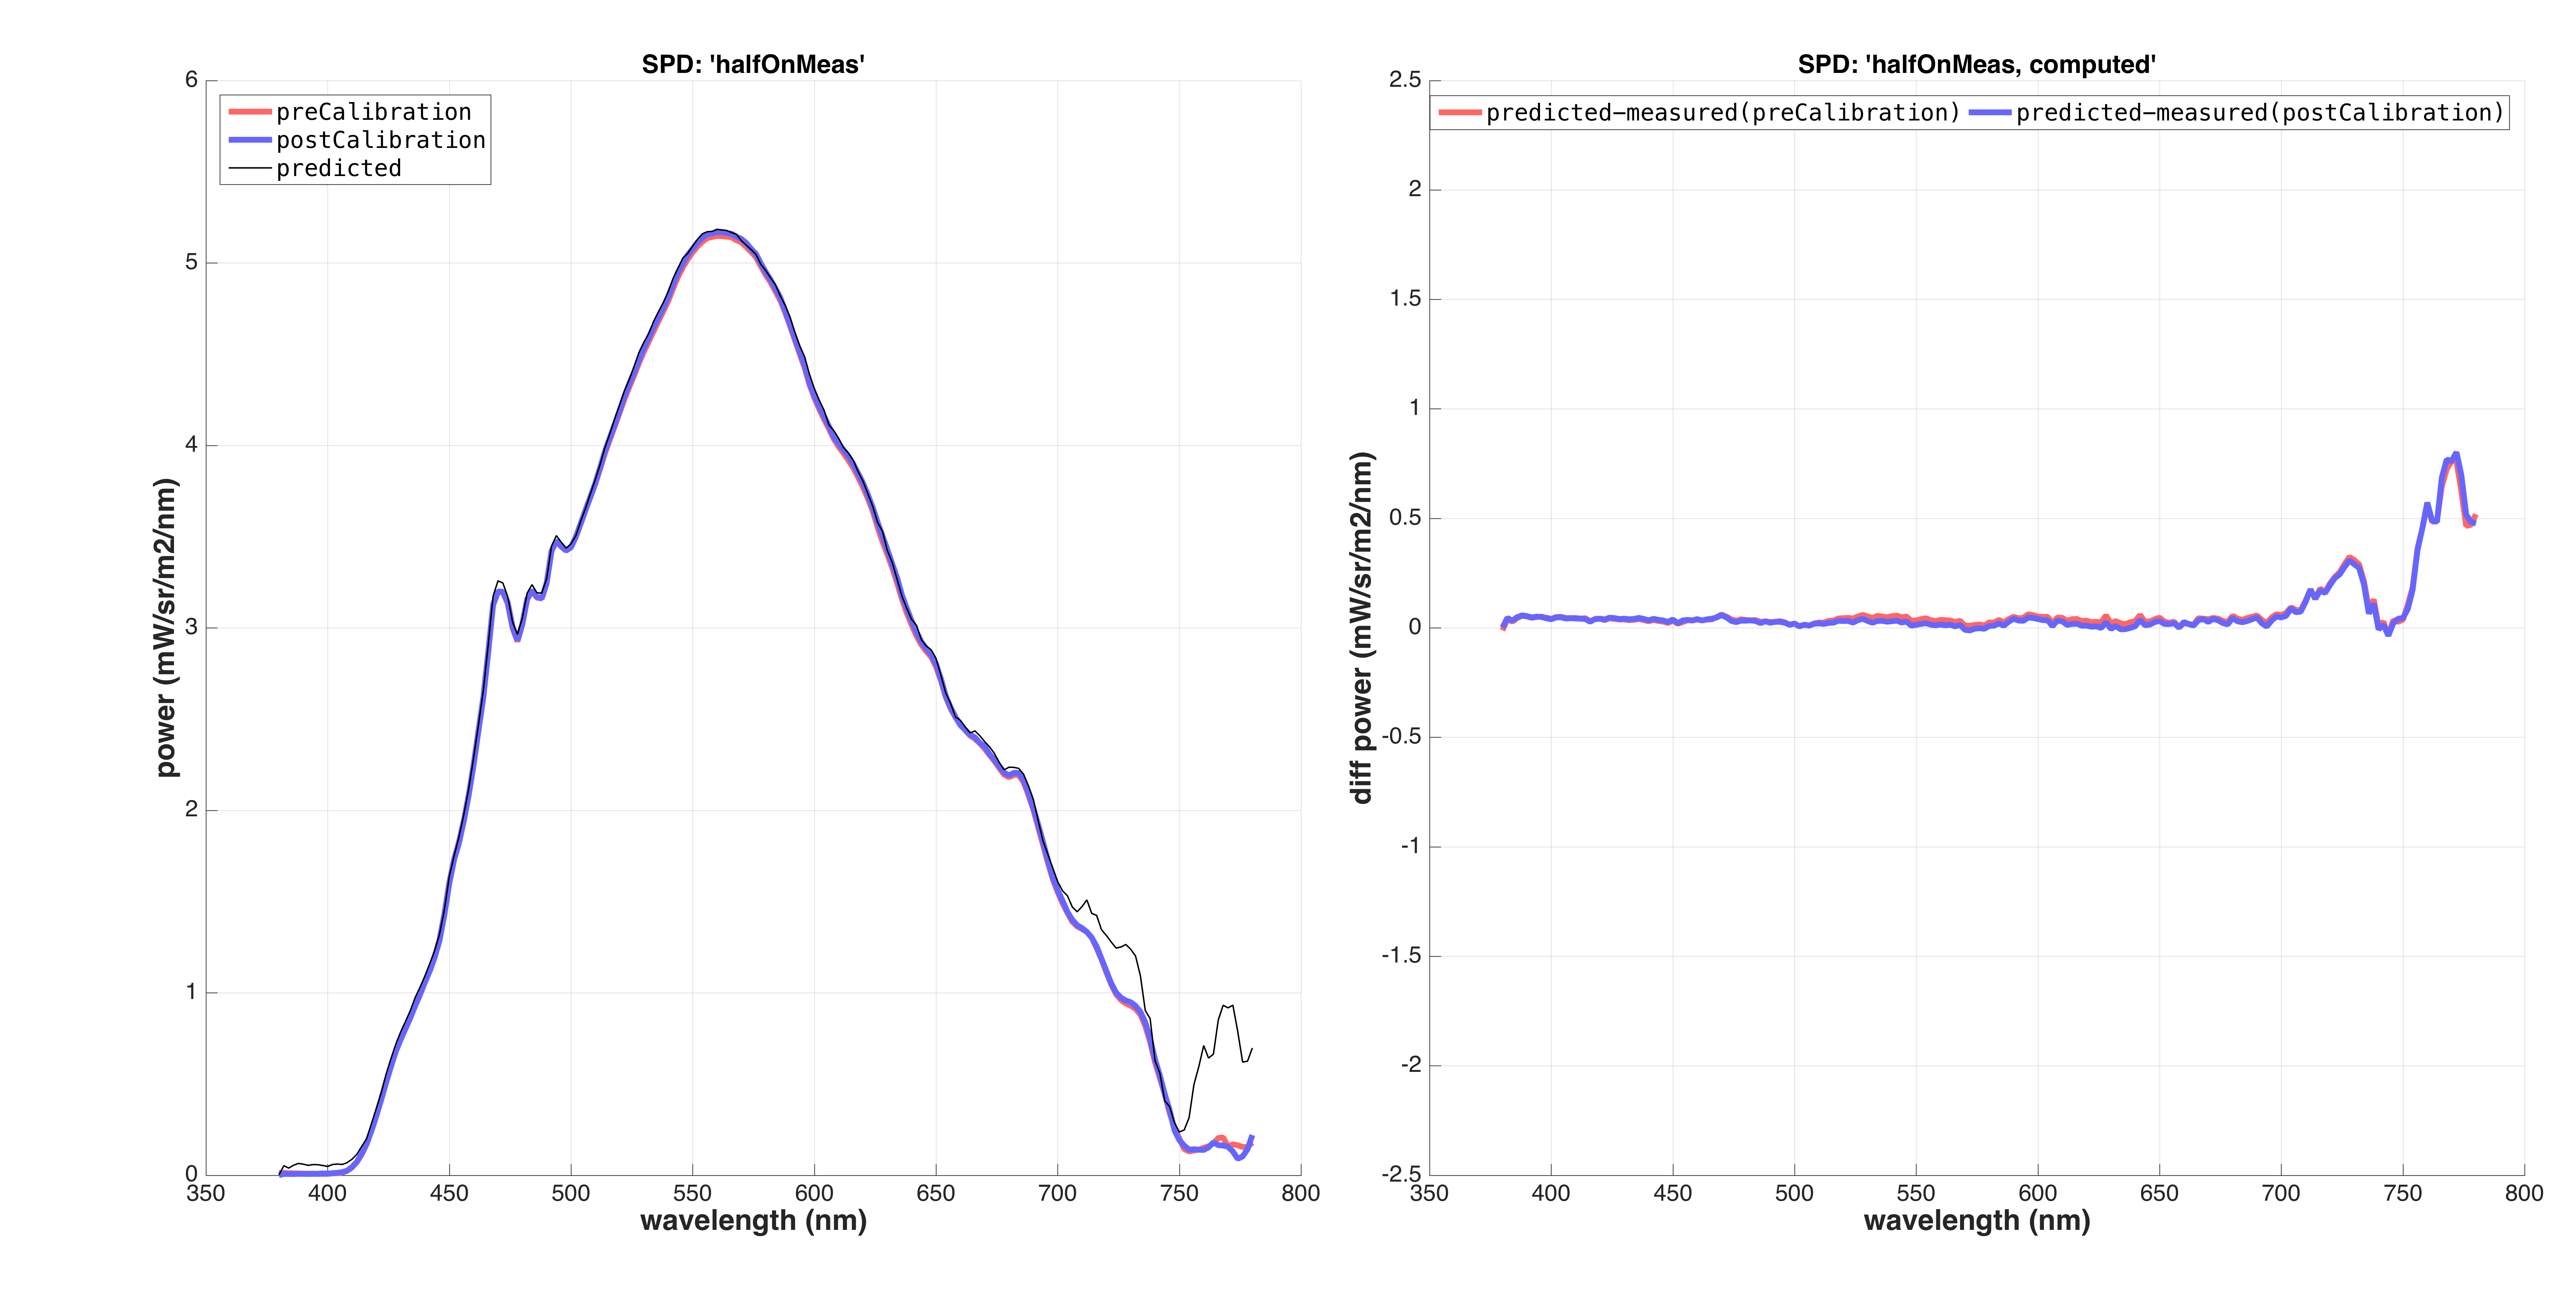 SPD: 'halfOnMeas'
preCalibration
postCalibration
predicted
6
5
4
3
2
1
0
power (mW/sr/m2/nm)
350 400 450 500 550 600 650 700 750 800
wavelength (nm)
SPD: 'halfOnMeas, computed'
predicted-measured(preCalibration) predicted-measured(postCalibration)
2.5
2
1.5
1
0.5
0
-0.5
-1
-1.5
-2
-2.5
diff power (mW/sr/m2/nm)
350 400 450 500 550 600 650 700 750 800
wavelength (nm)